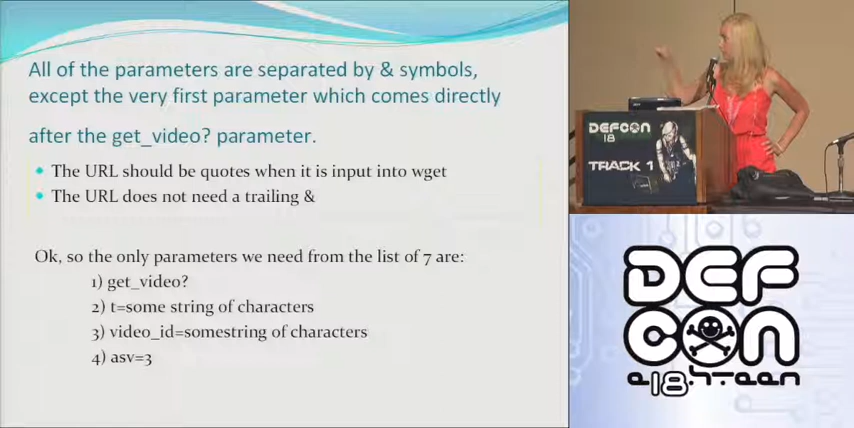 All of the parameters are separated by & symbols,
except the very first parameter which comes directly
after the get_video? parameter.
The URL should be quotes when it is input into wget
The URL does not need a trailing &
Ok, so the only parameters we need from the list of 7 are:
1) get_video?
2) t=some string of characters
3) video_id=somestring of characters
4) asv=3
DEFCON
18
TRACK 1
DEF
CON
e18h-teen